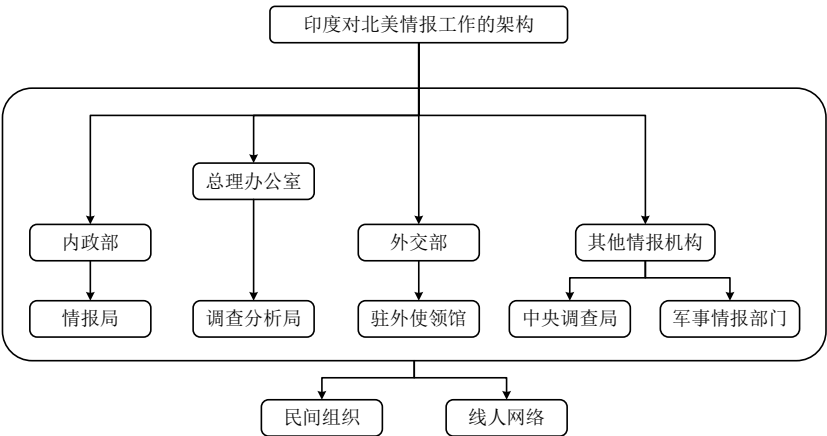 印度对北美情报工作的架构
总理办公室
内政部
外交部
其他情报机构
情报局
调查分析局
驻外使领馆
中央调查局
军事情报部门
民间组织
线人网络